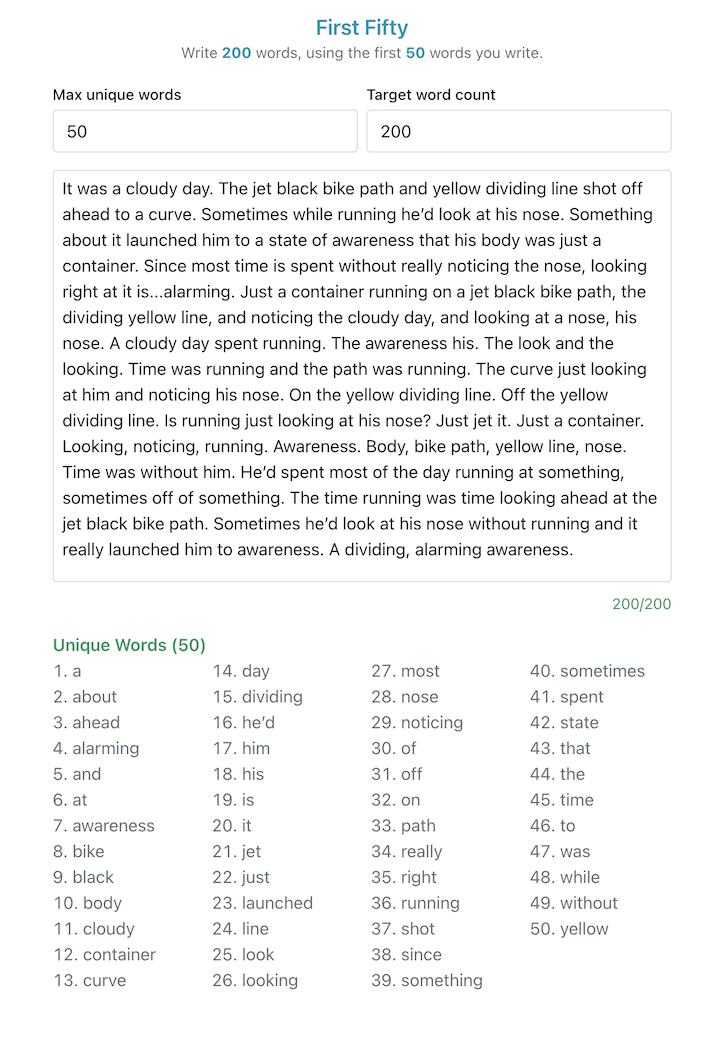 First Fifty
Write 200 words, using the first 50 words you write.
Max unique words
Target word count
50
200
It was a cloudy day. The jet black bike path and yellow dividing line shot off
ahead to a curve. Sometimes while running he’d look at his nose. Something
about it launched him to a state of awareness that his body was just a
container. Since most time is spent without really noticing the nose, looking
right at it is...alarming. Just a container running on a jet black bike path, the
dividing yellow line, and noticing the cloudy day, and looking at a nose, his
nose. A cloudy day spent running. The awareness his. The look and the
looking. Time was running and the path was running. The curve just looking
at him and noticing his nose. On the yellow dividing line. Off the yellow
dividing line. Is running just looking at his nose? Just jet it. Just a container.
Looking, noticing, running. Awareness. Body, bike path, yellow line, nose.
Time was without him. He’d spent most of the day running at something,
sometimes off of something. The time running was time looking ahead at the
jet black bike path. Sometimes he’d look at his nose without running and it
really launched him to awareness. A dividing, alarming awareness.
200/200
Unique Words (50)
1. a
2. about
3. ahead
4. alarming
5. and
6. at
7. awareness
8. bike
9. black
10. body
11. cloudy
12. container
13. curve
14. day
15. dividing
16. he’d
17. him
18. his
19. is
20. it
21. jet
22. just
23. launched
24. line
25. look
26. looking
27. most
28. nose
29. noticing
30. of
31. off
32. on
33. path
34. really
35. right
36. running
37. shot
38. since
39. something
40. sometimes
41. spent
42. state
43. that
44. the
45. time
46. to
47. was
48. while
49. without
50. yellow